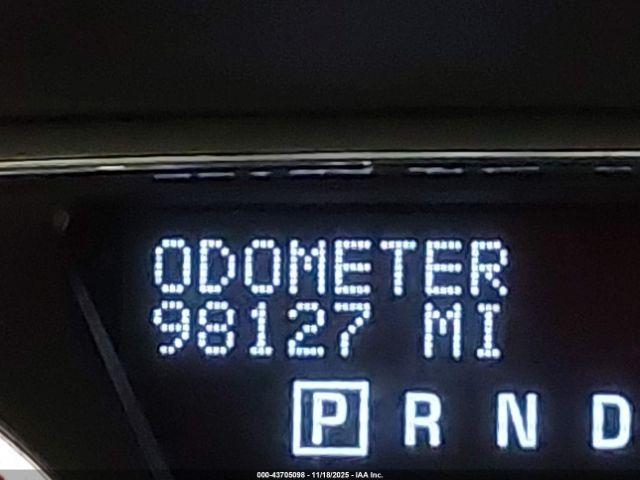 ODOMETER
98127 MI
P R N D
000-43705098 - 11/18/2025 - IAA Inc.